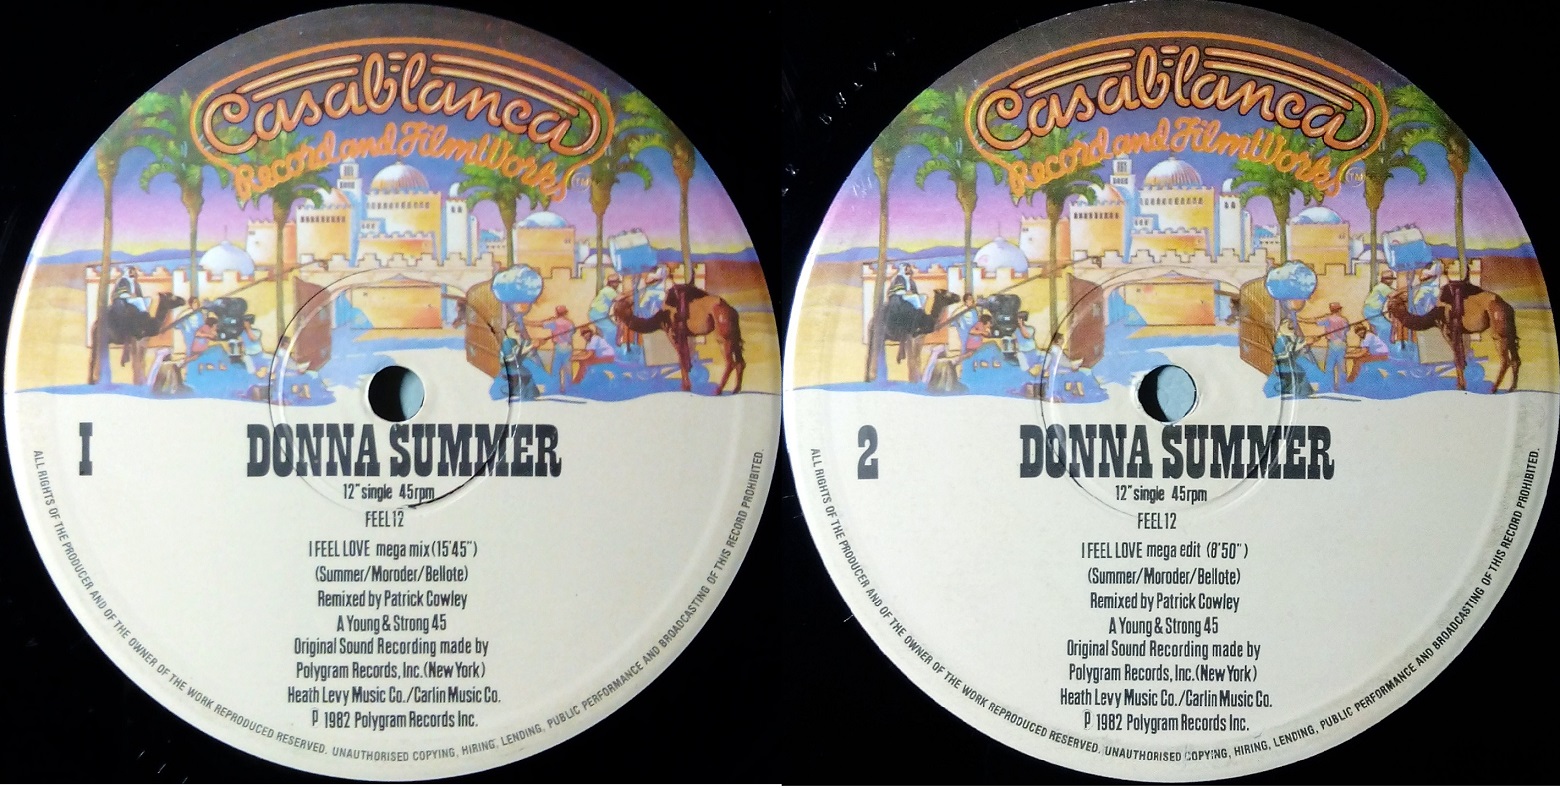 Casablanca
Record and FilmWorks TM
I
DONNA SUMMER
12" single 45rpm
FEEL 12
I FEEL LOVE mega mix (15'45")
(Summer/Moroder/Bellote)
Remixed by Patrick Cowley
A Young & Strong 45
Original Sound Recording made by
Polygram Records, Inc. (New York)
Heath Levy Music Co./Carlin Music Co.
℗ 1982 Polygram Records Inc.
ALL RIGHTS OF THE PRODUCER AND OF THE OWNER OF THE WORK REPRODUCED RESERVED. UNAUTHORISED COPYING, HIRING, LENDING, PUBLIC PERFORMANCE AND BROADCASTING OF THIS RECORD PROHIBITED.
Casablanca
Record and FilmWorks TM
2
DONNA SUMMER
12" single 45rpm
FEEL 12
I FEEL LOVE mega edit (8'50")
(Summer/Moroder/Bellote)
Remixed by Patrick Cowley
A Young & Strong 45
Original Sound Recording made by
Polygram Records, Inc. (New York)
Heath Levy Music Co./Carlin Music Co.
℗ 1982 Polygram Records Inc.
ALL RIGHTS OF THE PRODUCER AND OF THE OWNER OF THE WORK REPRODUCED RESERVED. UNAUTHORISED COPYING, HIRING, LENDING, PUBLIC PERFORMANCE AND BROADCASTING OF THIS RECORD PROHIBITED.